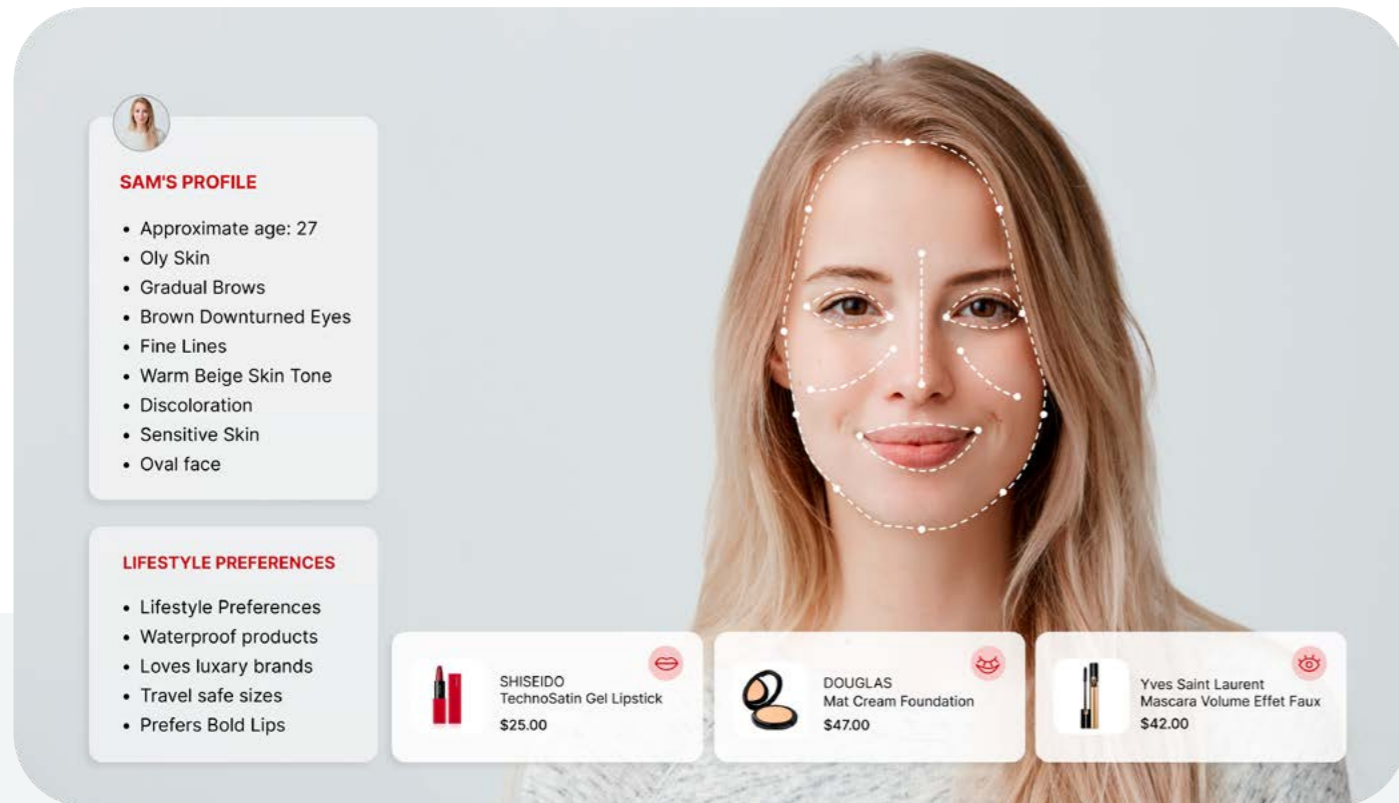 SAM'S PROFILE
• Approximate age: 27
• Oly Skin
• Gradual Brows
• Brown Downturned Eyes
• Fine Lines
• Warm Beige Skin Tone
• Discoloration
• Sensitive Skin
• Oval face
LIFESTYLE PREFERENCES
• Lifestyle Preferences
• Waterproof products
• Loves luxary brands
• Travel safe sizes
• Prefers Bold Lips
SHISEIDO
TechnoSatin Gel Lipstick
$25.00
DOUGLAS
Mat Cream Foundation
$47.00
Yves Saint Laurent
Mascara Volume Effet Faux
$42.00